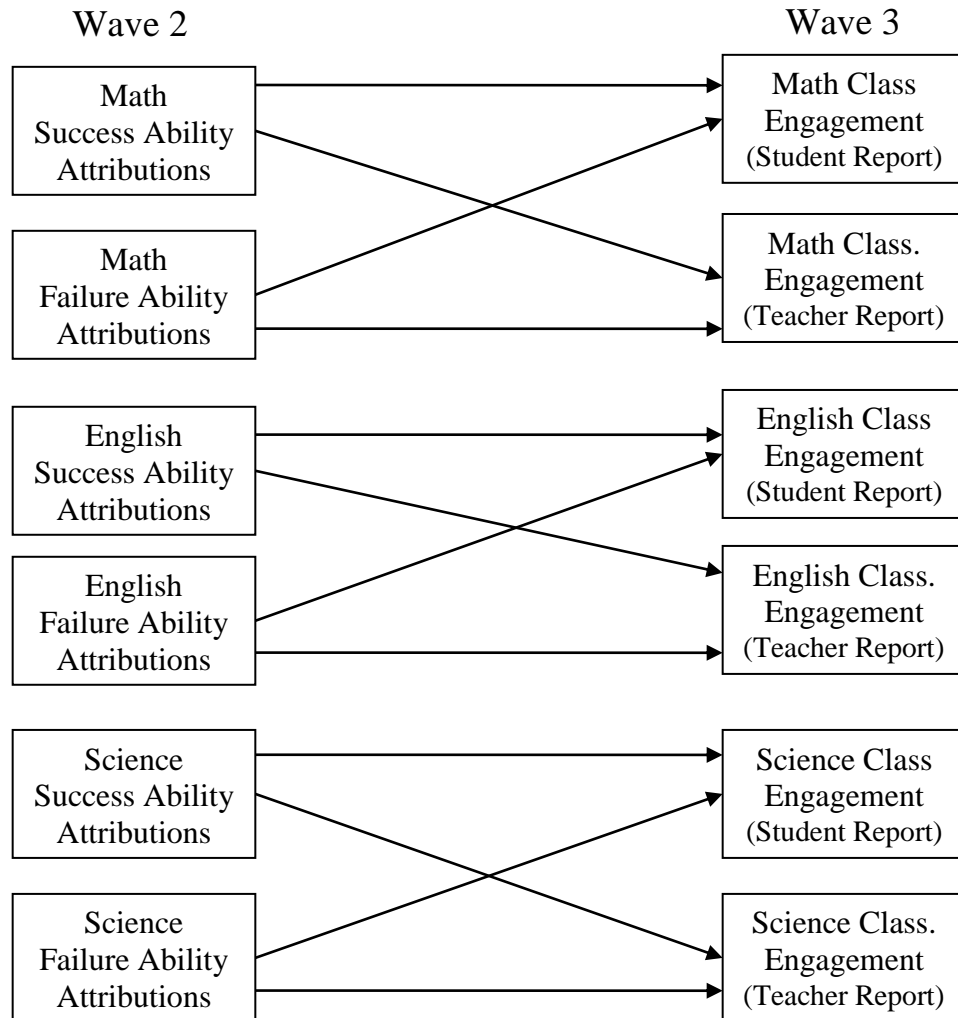 Wave 2
Wave 3
Math
Success Ability
Attributions
Math Class
Engagement
(Student Report)
Math
Failure Ability
Attributions
Math Class.
Engagement
(Teacher Report)
English
Success Ability
Attributions
English Class
Engagement
(Student Report)
English
Failure Ability
Attributions
English Class.
Engagement
(Teacher Report)
Science
Success Ability
Attributions
Science Class
Engagement
(Student Report)
Science
Failure Ability
Attributions
Science Class.
Engagement
(Teacher Report)